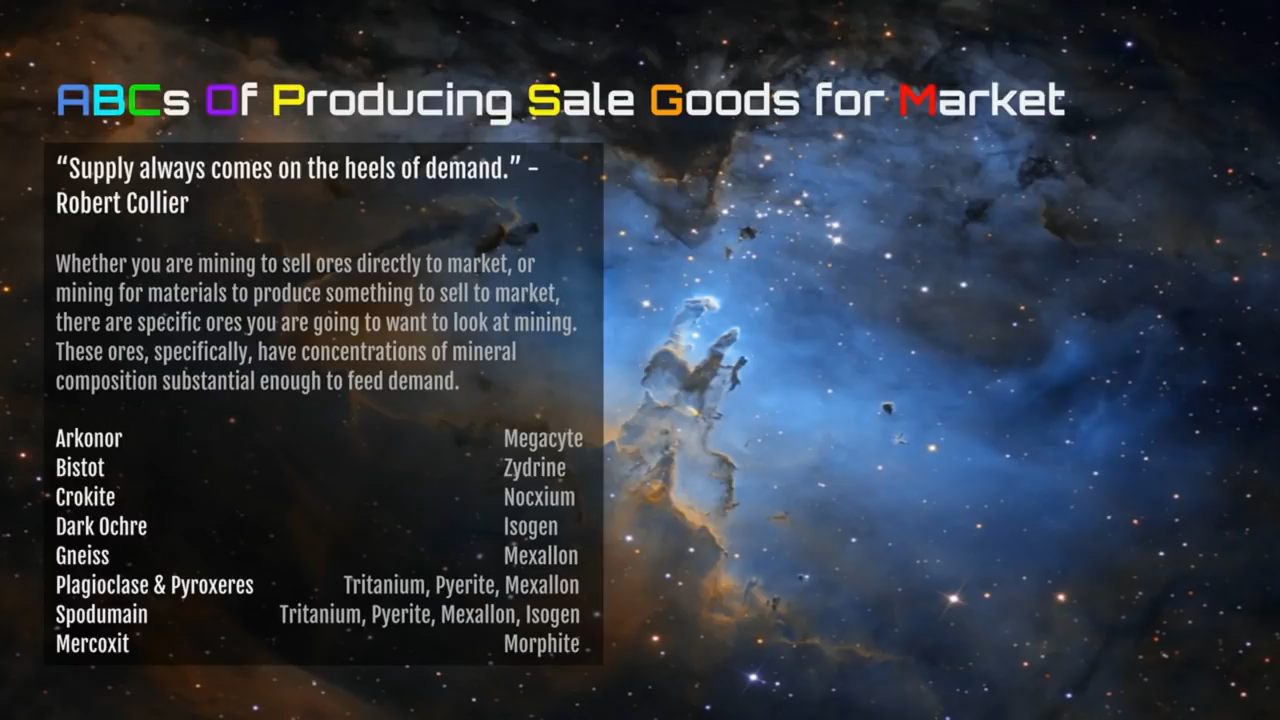 ABCs Of Producing Sale Goods for Market
“Supply always comes on the heels of demand.” –
Robert Collier
Whether you are mining to sell ores directly to market, or
mining for materials to produce something to sell to market,
there are specific ores you are going to want to look at mining.
These ores, specifically, have concentrations of mineral
composition substantial enough to feed demand.
Arkonor Megacyte
Bistot Zydrine
Crokite Nocxium
Dark Ochre Isogen
Gneiss Mexallon
Plagioclase & Pyroxeres Tritanium, Pyerite, Mexallon
Spodumain Tritanium, Pyerite, Mexallon, Isogen
Mercoxit Morphite